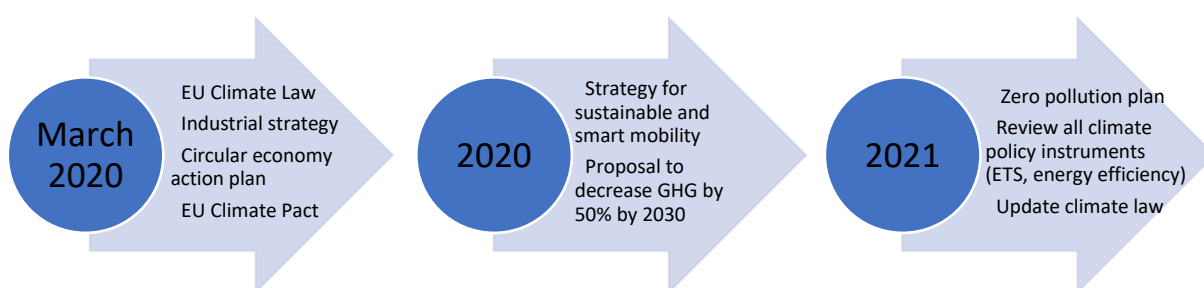 March
2020
EU Climate Law
Industrial strategy
Circular economy
action plan
EU Climate Pact
2020
Strategy for
sustainable and
smart mobility
Proposal to
decrease GHG by
50% by 2030
2021
Zero pollution plan
Review all climate
policy instruments
(ETS, energy efficiency)
Update climate law